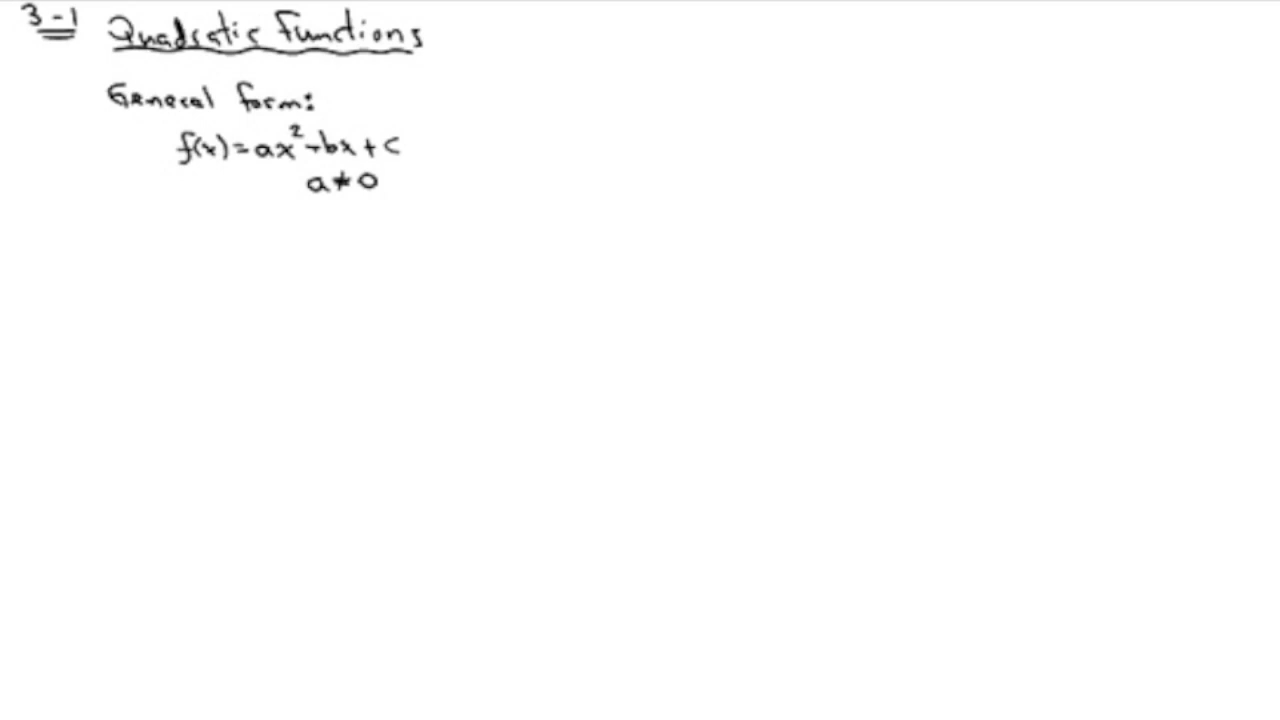 3-1 Quadratic Functions
General form:
f(x)=ax²+bx+c
a≠0